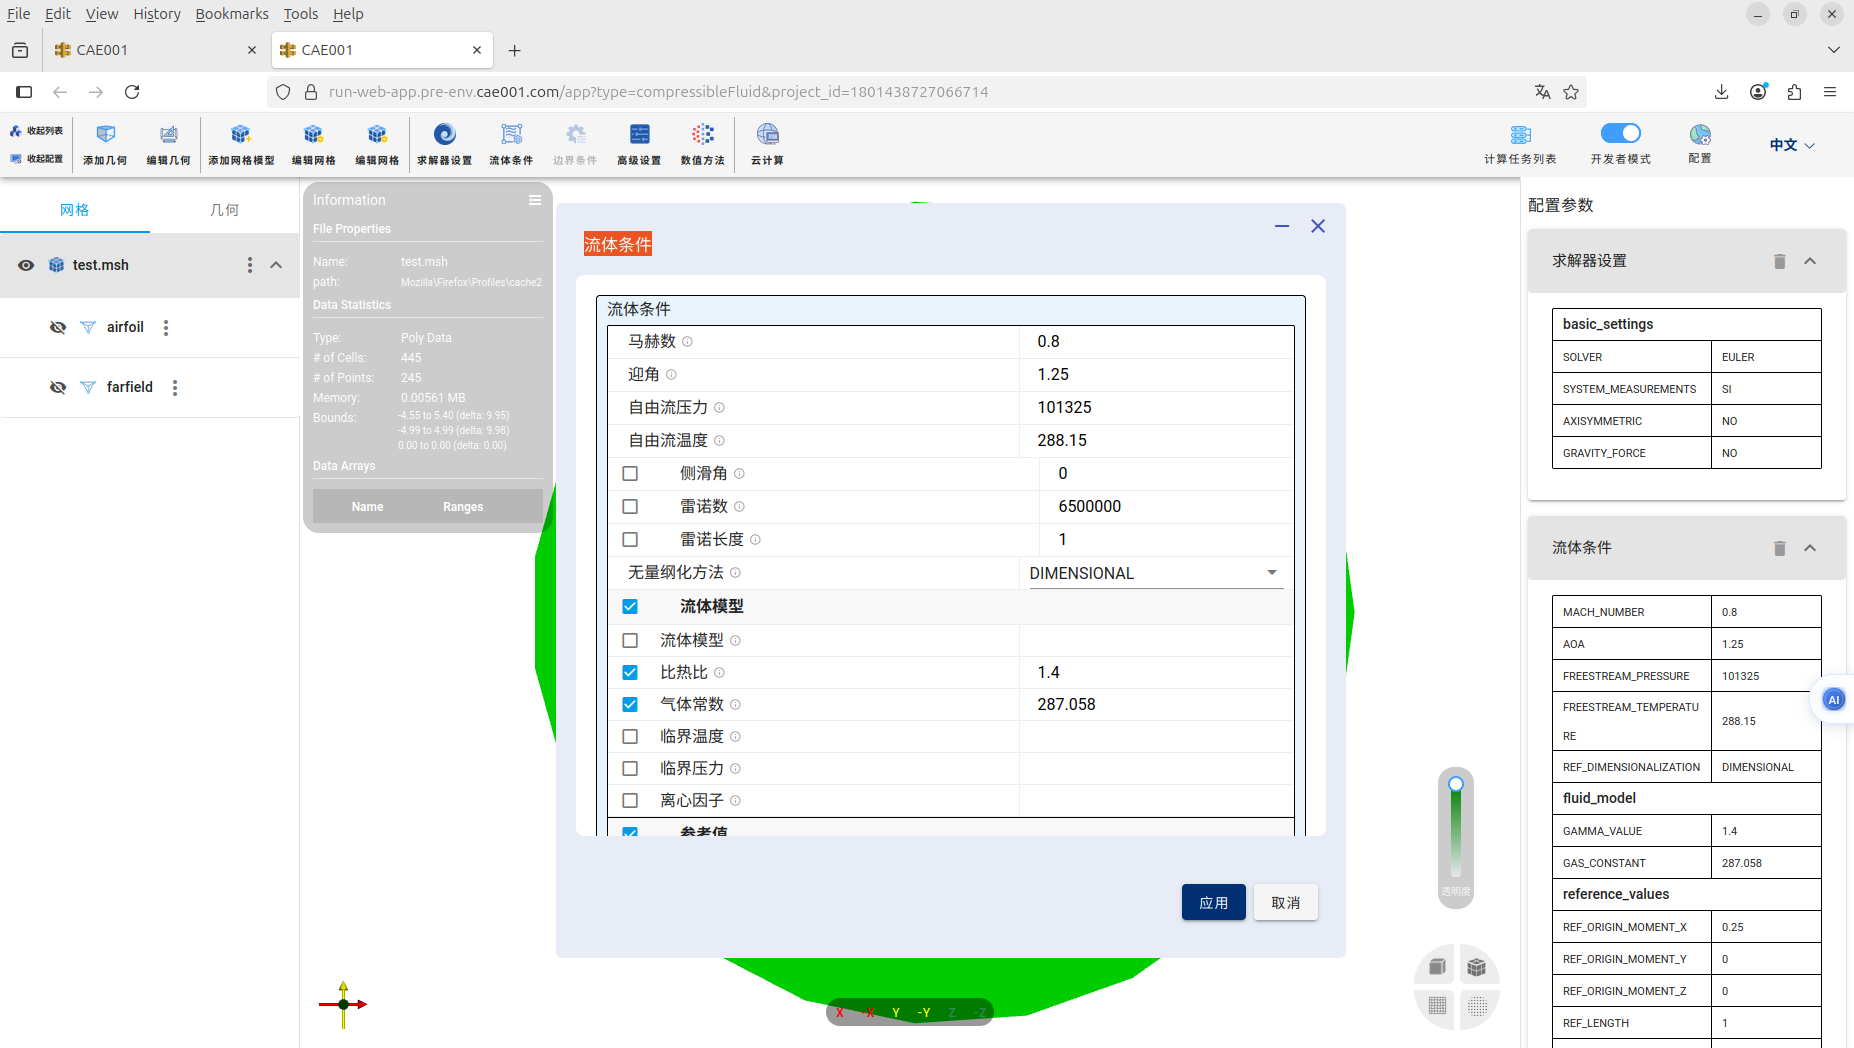 File Edit View History Bookmarks Tools Help
CAE001
CAE001
run-web-app.pre-env.cae001.com/app?type=compressibleFluid&project_id=1801438727066714
收起列表
收起配置
添加几何
编辑几何
添加网格模型
编辑网格
编辑网格
求解器设置
流体条件
边界条件
高级设置
数值方法
云计算
计算任务列表
开发者模式
配置
中文
网格
几何
test.msh
airfoil
farfield
Information
File Properties
Name: test.msh
path: Mozilla\Firefox\Profiles\cache2
Data Statistics
Type: Poly Data
# of Cells: 445
# of Points: 245
Memory: 0.00561 MB
Bounds: -4.55 to 5.40 (delta: 9.95)
-4.99 to 4.99 (delta: 9.98)
0.00 to 0.00 (delta: 0.00)
Data Arrays
Name Ranges
流体条件
流体条件
马赫数 0.8
迎角 1.25
自由流压力 101325
自由流温度 288.15
侧滑角 0
雷诺数 6500000
雷诺长度 1
无量纲化方法 DIMENSIONAL
流体模型
流体模型
比热比 1.4
气体常数 287.058
临界温度
临界压力
离心因子
参考值
应用
取消
X -X Y -Y Z -Z
透明度
配置参数
求解器设置
basic_settings
SOLVER EULER
SYSTEM_MEASUREMENTS SI
AXISYMMETRIC NO
GRAVITY_FORCE NO
流体条件
MACH_NUMBER 0.8
AOA 1.25
FREESTREAM_PRESSURE 101325
FREESTREAM_TEMPERATU
RE 288.15
REF_DIMENSIONALIZATION DIMENSIONAL
fluid_model
GAMMA_VALUE 1.4
GAS_CONSTANT 287.058
reference_values
REF_ORIGIN_MOMENT_X 0.25
REF_ORIGIN_MOMENT_Y 0
REF_ORIGIN_MOMENT_Z 0
REF_LENGTH 1
AI